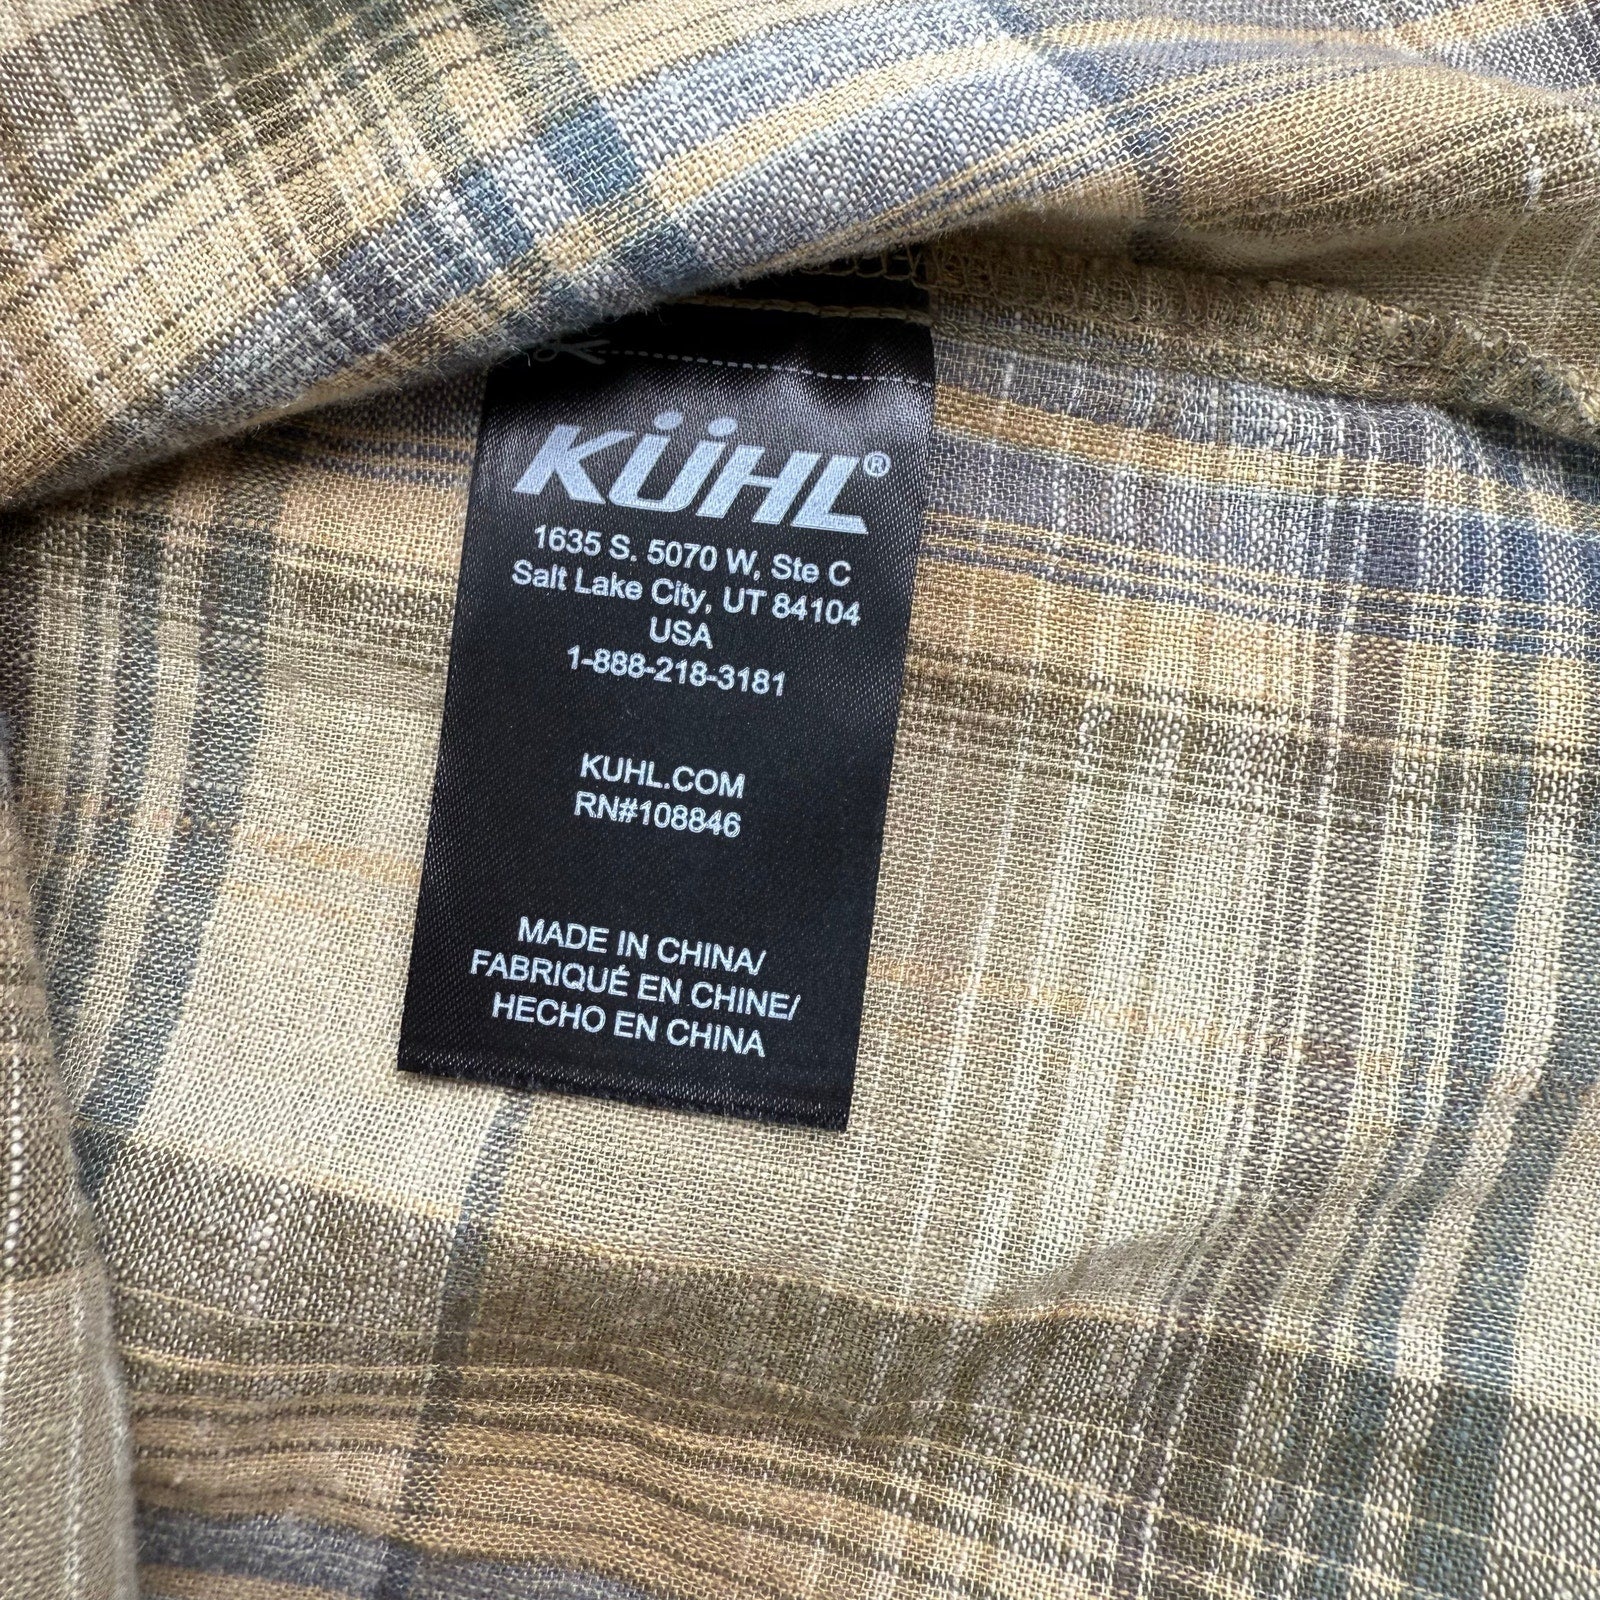 KÜHL®
1635 S. 5070 W, Ste C
Salt Lake City, UT 84104
USA
1-888-218-3181
KUHL.COM
RN#108846
MADE IN CHINA/
FABRIQUÉ EN CHINE/
HECHO EN CHINA